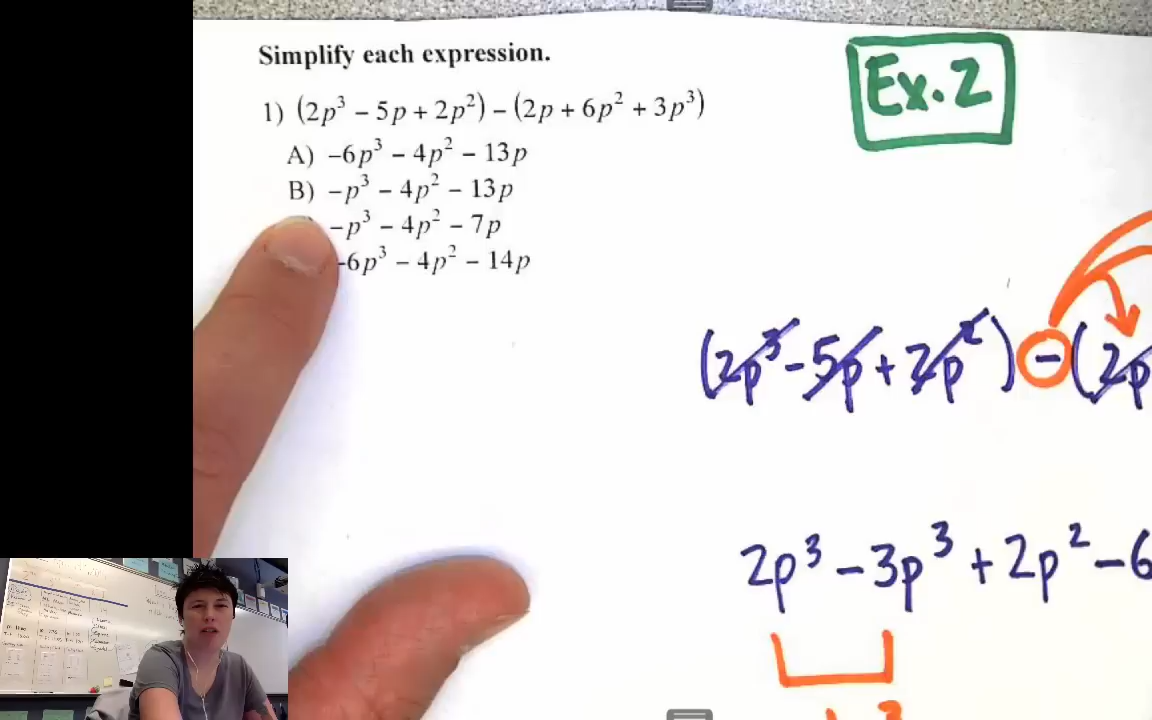 Simplify each expression.
Ex. 2
1) (2p³ − 5p + 2p²) − (2p + 6p² + 3p³)
A) −6p³ − 4p² − 13p
B) −p³ − 4p² − 13p
−p³ − 4p² − 7p
-6p³ − 4p² − 14p
(2p³ - 5p + 2p²) - (2p
2p³ - 3p³ + 2p² - 6